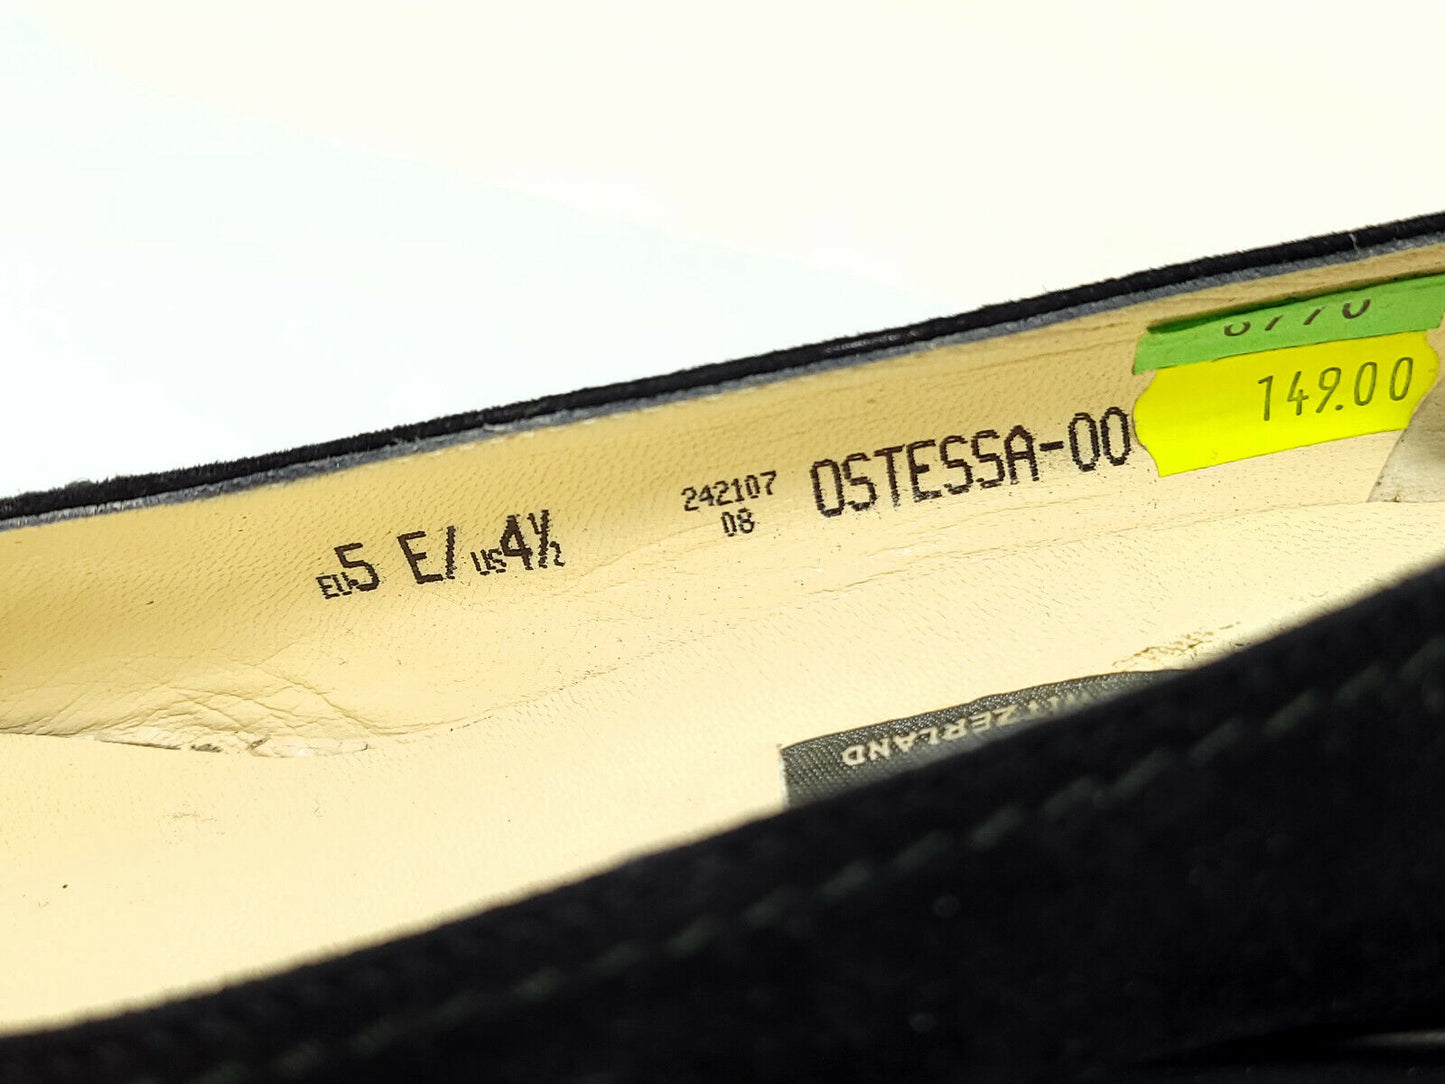 149.00
EU5 E/ US4½
242107
08
OSTESSA-00